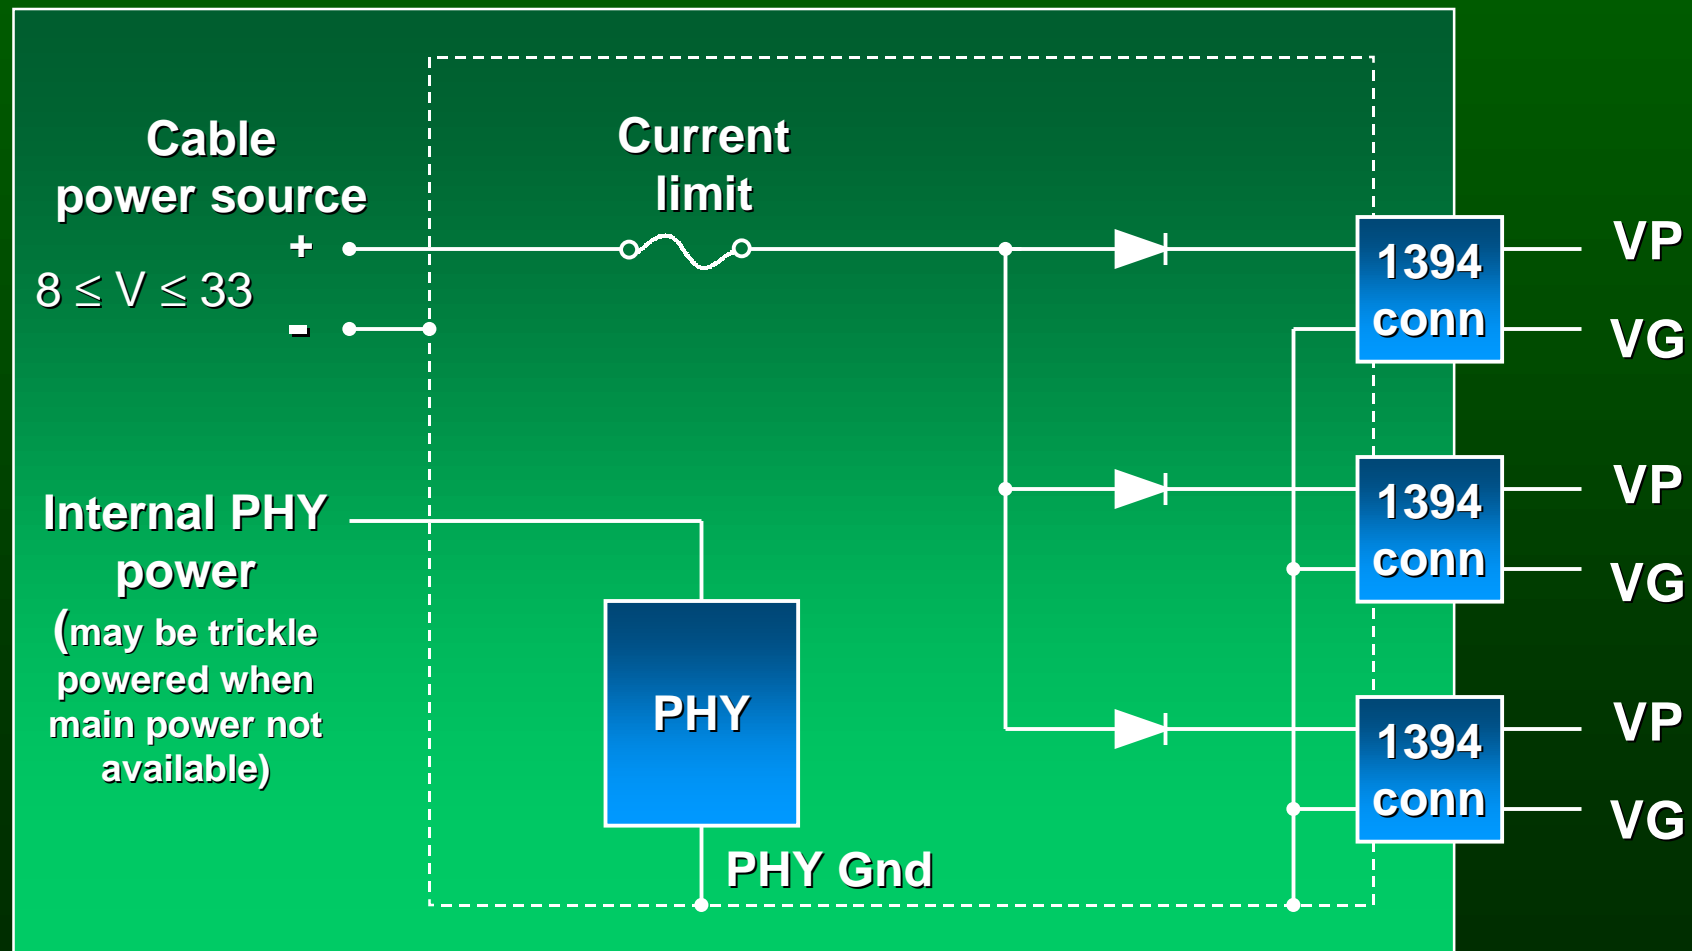 Cable
power source
+
8 ≤ V ≤ 33
-
Current
limit
1394
conn
VP
VG
Internal PHY
power
(may be trickle
powered when
main power not
available)
PHY
PHY Gnd
1394
conn
VP
VG
1394
conn
VP
VG